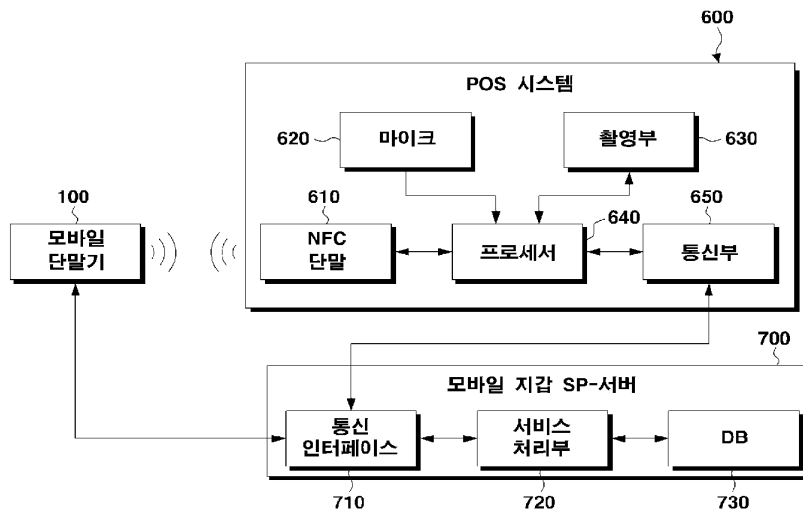 600
POS 시스템
620
마이크
촬영부
630
100
610
640
650
모바일
단말기
NFC
단말
프로세서
통신부
700
모바일 지갑 SP-서버
통신
인터페이스
서비스
처리부
DB
710
720
730